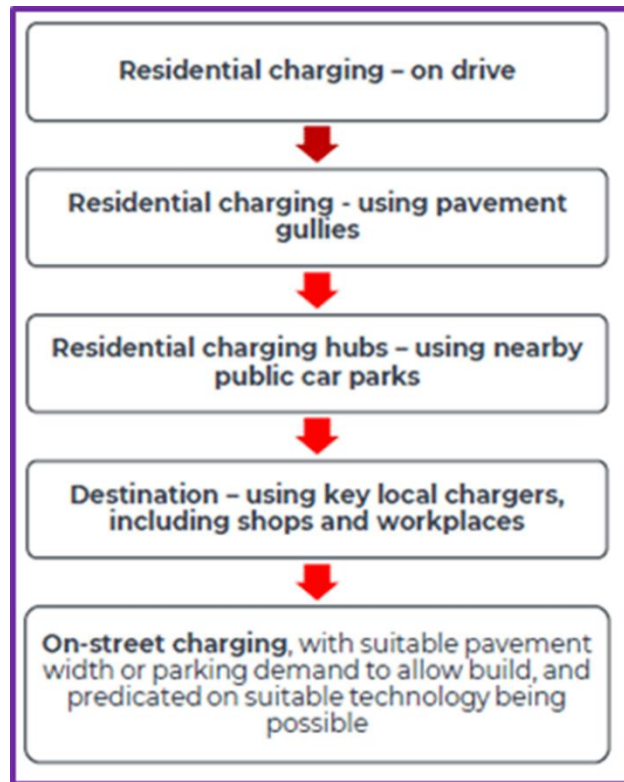 Residential charging – on drive
Residential charging - using pavement
gullies
Residential charging hubs – using nearby
public car parks
Destination – using key local chargers,
including shops and workplaces
On-street charging, with suitable pavement
width or parking demand to allow build, and
predicated on suitable technology being
possible